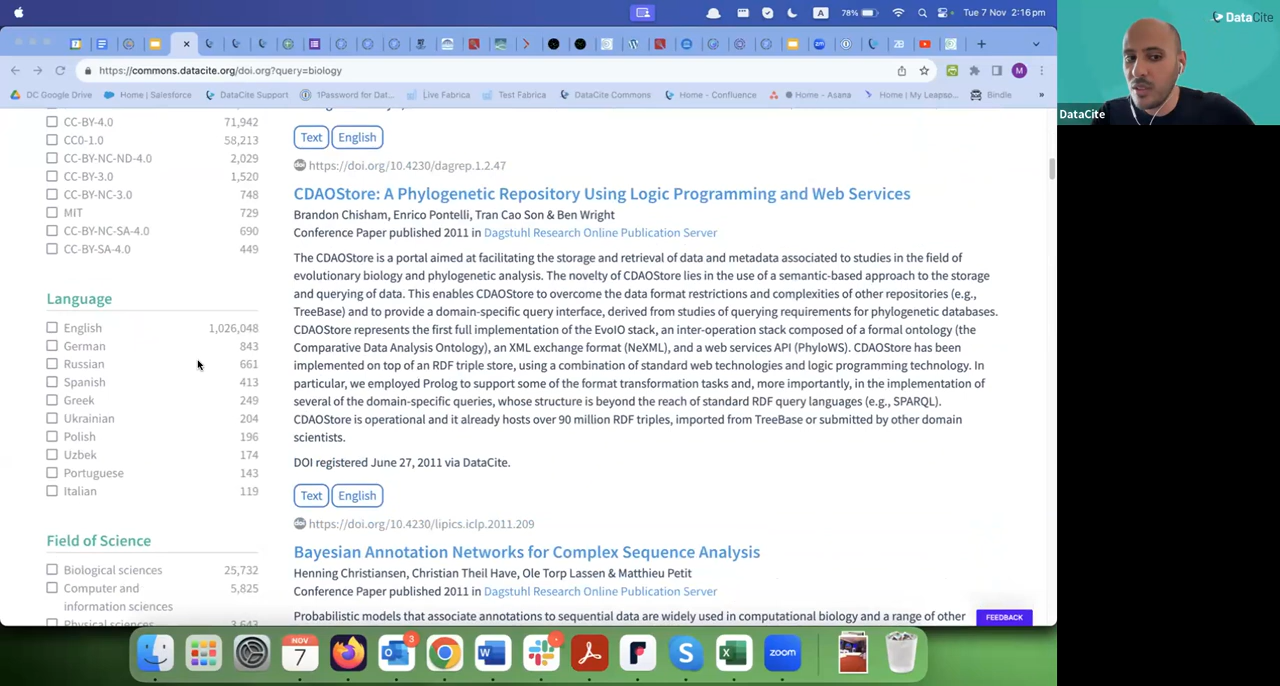 A
78%
Tue 7 Nov 2:16pm
https://commons.datacite.org/doi.org?query=biology
M
DC Google Drive
Home | Salesforce
DataCite Support
1Password for Dat...
Live Fabrica
Test Fabrica
DataCite Commons
Home - Confluence
Home - Asana
Home | My Leapso...
Bindle
»
CC-BY-4.0 71,942
CC0-1.0 58,213
CC-BY-NC-ND-4.0 2,029
CC-BY-3.0 1,520
CC-BY-NC-3.0 748
MIT 729
CC-BY-NC-SA-4.0 690
CC-BY-SA-4.0 449
Language
English 1,026,048
German 843
Russian 661
Spanish 413
Greek 249
Ukrainian 204
Polish 196
Uzbek 174
Portuguese 143
Italian 119
Field of Science
Biological sciences 25,732
Computer and 5,825
information sciences
Physical sciences 3,643
Text English
https://doi.org/10.4230/dagrep.1.2.47
CDAOStore: A Phylogenetic Repository Using Logic Programming and Web Services
Brandon Chisham, Enrico Pontelli, Tran Cao Son & Ben Wright
Conference Paper published 2011 in Dagstuhl Research Online Publication Server
The CDAOStore is a portal aimed at facilitating the storage and retrieval of data and metadata associated to studies in the field of
evolutionary biology and phylogenetic analysis. The novelty of CDAOStore lies in the use of a semantic-based approach to the storage
and querying of data. This enables CDAOStore to overcome the data format restrictions and complexities of other repositories (e.g.,
TreeBase) and to provide a domain-specific query interface, derived from studies of querying requirements for phylogenetic databases.
CDAOStore represents the first full implementation of the EvoIO stack, an inter-operation stack composed of a formal ontology (the
Comparative Data Analysis Ontology), an XML exchange format (NeXML), and a web services API (PhyloWS). CDAOStore has been
implemented on top of an RDF triple store, using a combination of standard web technologies and logic programming technology. In
particular, we employed Prolog to support some of the format transformation tasks and, more importantly, in the implementation of
several of the domain-specific queries, whose structure is beyond the reach of standard RDF query languages (e.g., SPARQL).
CDAOStore is operational and it already hosts over 90 million RDF triples, imported from TreeBase or submitted by other domain
scientists.
DOI registered June 27, 2011 via DataCite.
Text English
https://doi.org/10.4230/lipics.iclp.2011.209
Bayesian Annotation Networks for Complex Sequence Analysis
Henning Christiansen, Christian Theil Have, Ole Torp Lassen & Matthieu Petit
Conference Paper published 2011 in Dagstuhl Research Online Publication Server
Probabilistic models that associate annotations to sequential data are widely used in computational biology and a range of other
FEEDBACK
NOV
7
3
zoom
DataCite
DataCite